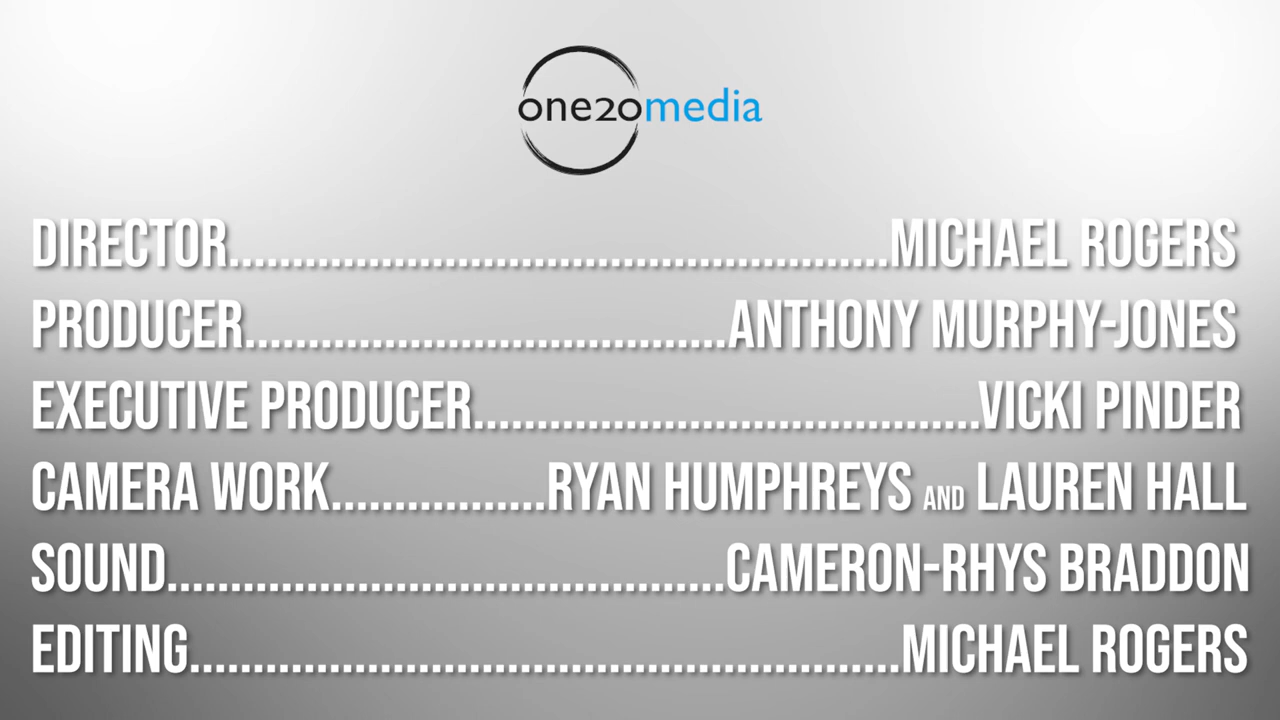 one20media
DIRECTOR....................................................MICHAEL ROGERS
PRODUCER......................................ANTHONY MURPHY-JONES
EXECUTIVE PRODUCER........................................VICKI PINDER
CAMERA WORK.................RYAN HUMPHREYS AND LAUREN HALL
SOUND............................................CAMERON-RHYS BRADDON
EDITING........................................................MICHAEL ROGERS